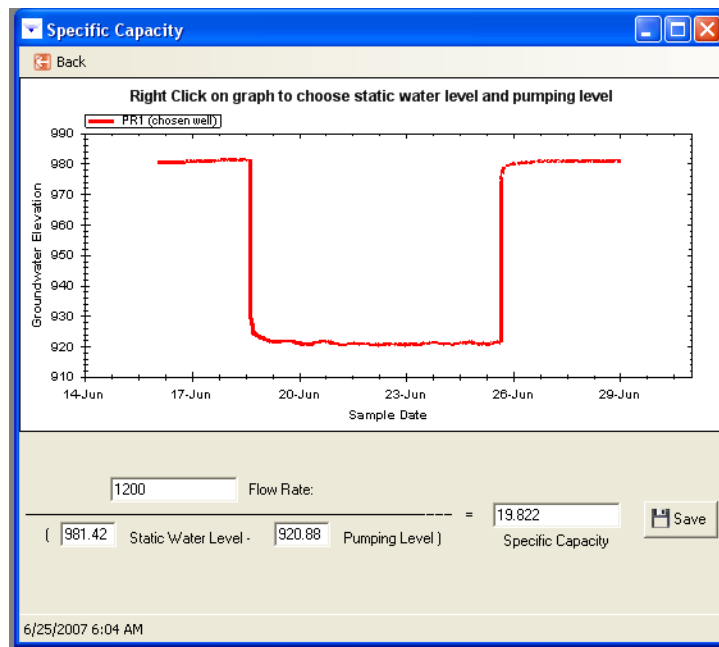 Specific Capacity
Back
Right Click on graph to choose static water level and pumping level
PR1 (chosen well)
990
980
970
960
950
940
930
920
910
Groundwater Elevation
14-Jun 17-Jun 20-Jun 23-Jun 26-Jun 29-Jun
Sample Date
1200 Flow Rate:
( 981.42 Static Water Level - 920.88 Pumping Level ) = 19.822 Save
Specific Capacity
6/25/2007 6:04 AM